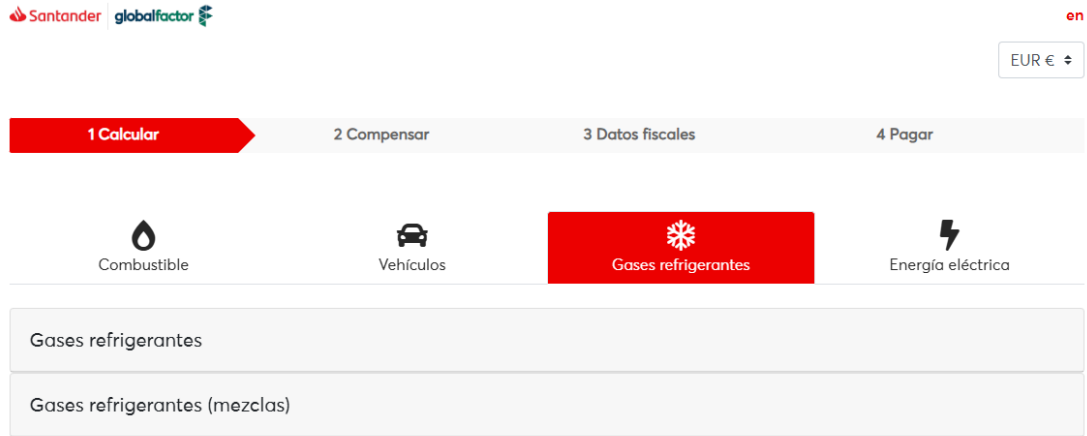 Santander globalfactor
en
EUR €
1 Calcular 2 Compensar 3 Datos fiscales 4 Pagar
Combustible Vehículos Gases refrigerantes Energía eléctrica
Gases refrigerantes
Gases refrigerantes (mezclas)